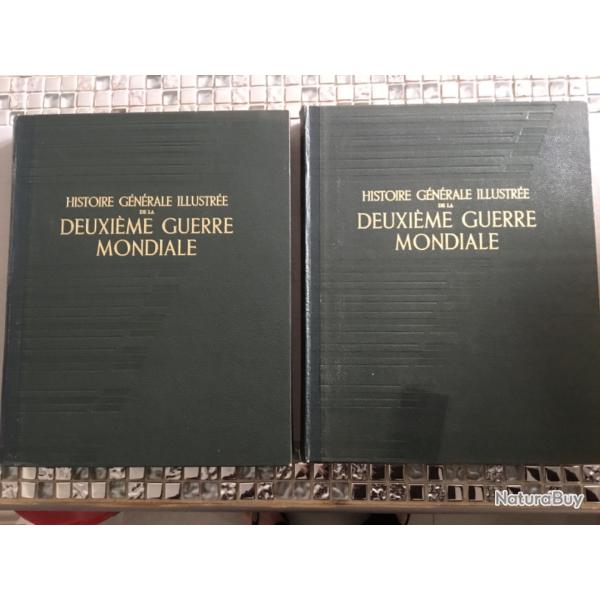 HISTOIRE GÉNÉRALE ILLUSTRÉE
DE LA
DEUXIÈME GUERRE
MONDIALE
HISTOIRE GÉNÉRALE ILLUSTRÉE
DE LA
DEUXIÈME GUERRE
MONDIALE
NaturaBuy